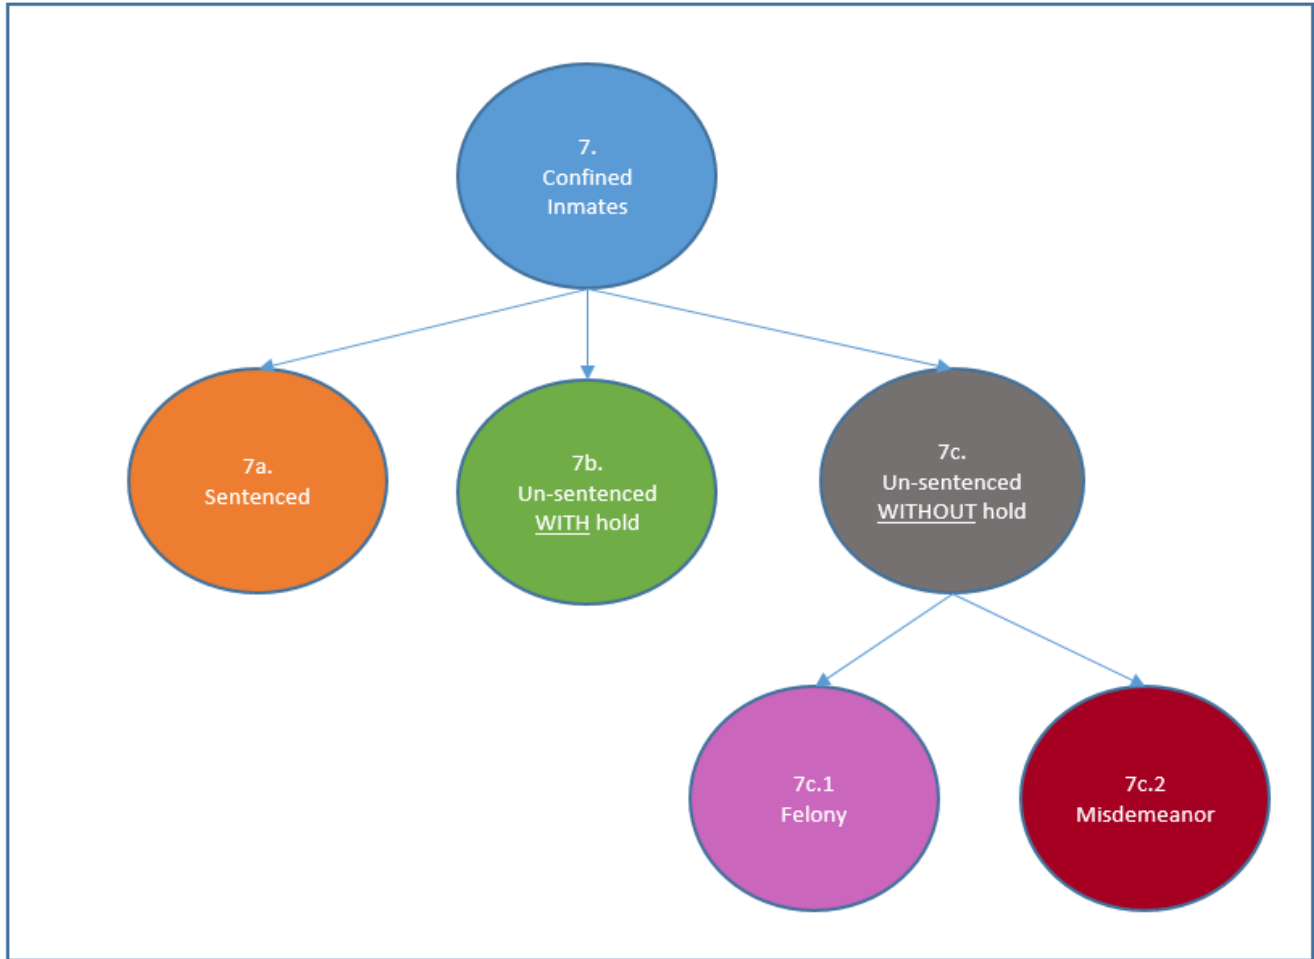 7.
Confined
Inmates
7a.
Sentenced
7b.
Un-sentenced
WITH hold
7c.
Un-sentenced
WITHOUT hold
7c.1
Felony
7c.2
Misdemeanor